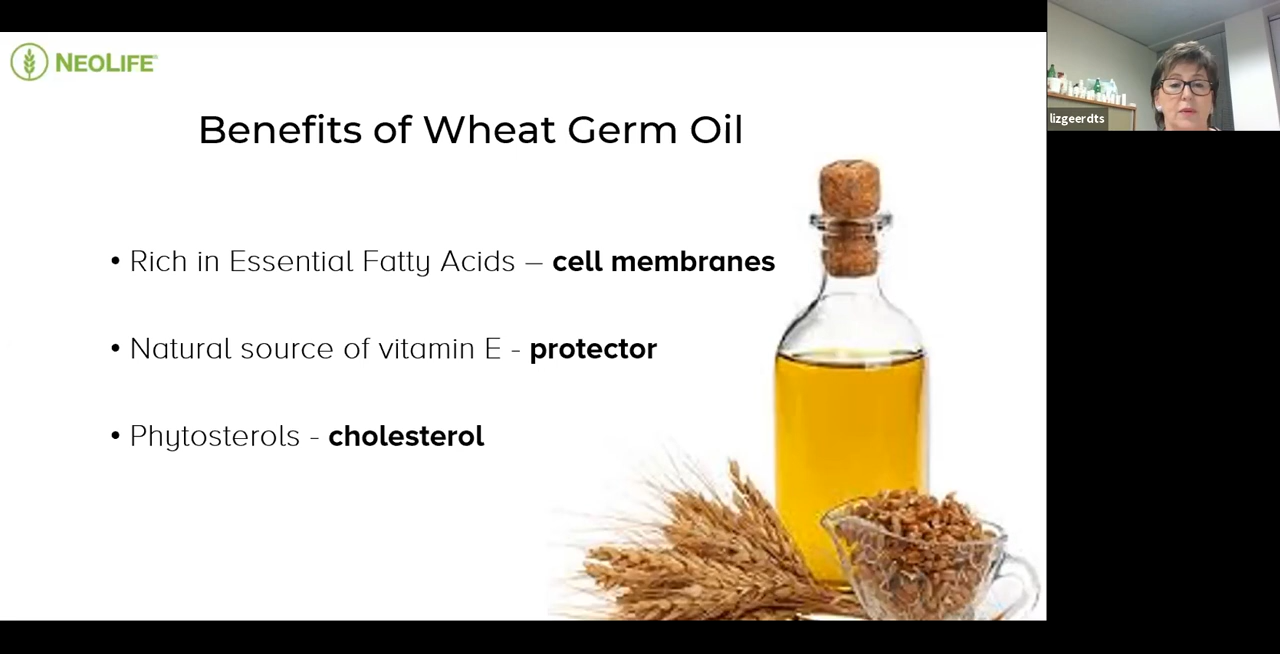 NEOLIFE
Benefits of Wheat Germ Oil
• Rich in Essential Fatty Acids – cell membranes
• Natural source of vitamin E - protector
• Phytosterols - cholesterol
lizgeerdts